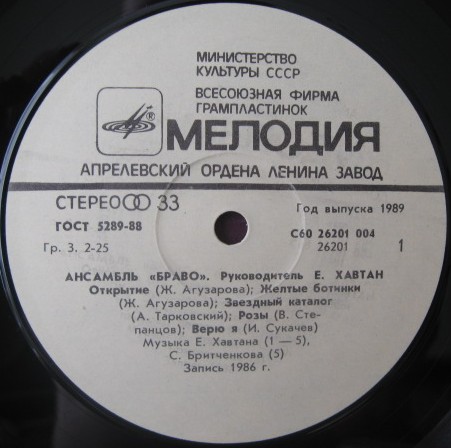 МИНИСТЕРСТВО
КУЛЬТУРЫ СССР
ВСЕСОЮЗНАЯ ФИРМА
ГРАМПЛАСТИНОК
® МЕЛОДИЯ
АПРЕЛЕВСКИЙ ОРДЕНА ЛЕНИНА ЗАВОД
СТЕРЕО 33
Год выпуска 1989
ГОСТ 5289-88
С60 26201 004
Гр. 3. 2-25
26201 1
АНСАМБЛЬ «БРАВО». Руководитель Е. ХАВТАН
Открытие (Ж. Агузарова); Желтые ботинки
(Ж. Агузарова); Звездный каталог
(А. Тарковский); Розы (В. Сте-
панцов); Верю я (И. Сукачев)
Музыка Е. Хавтана (1 — 5),
С. Бритченкова (5)
Запись 1986 г.